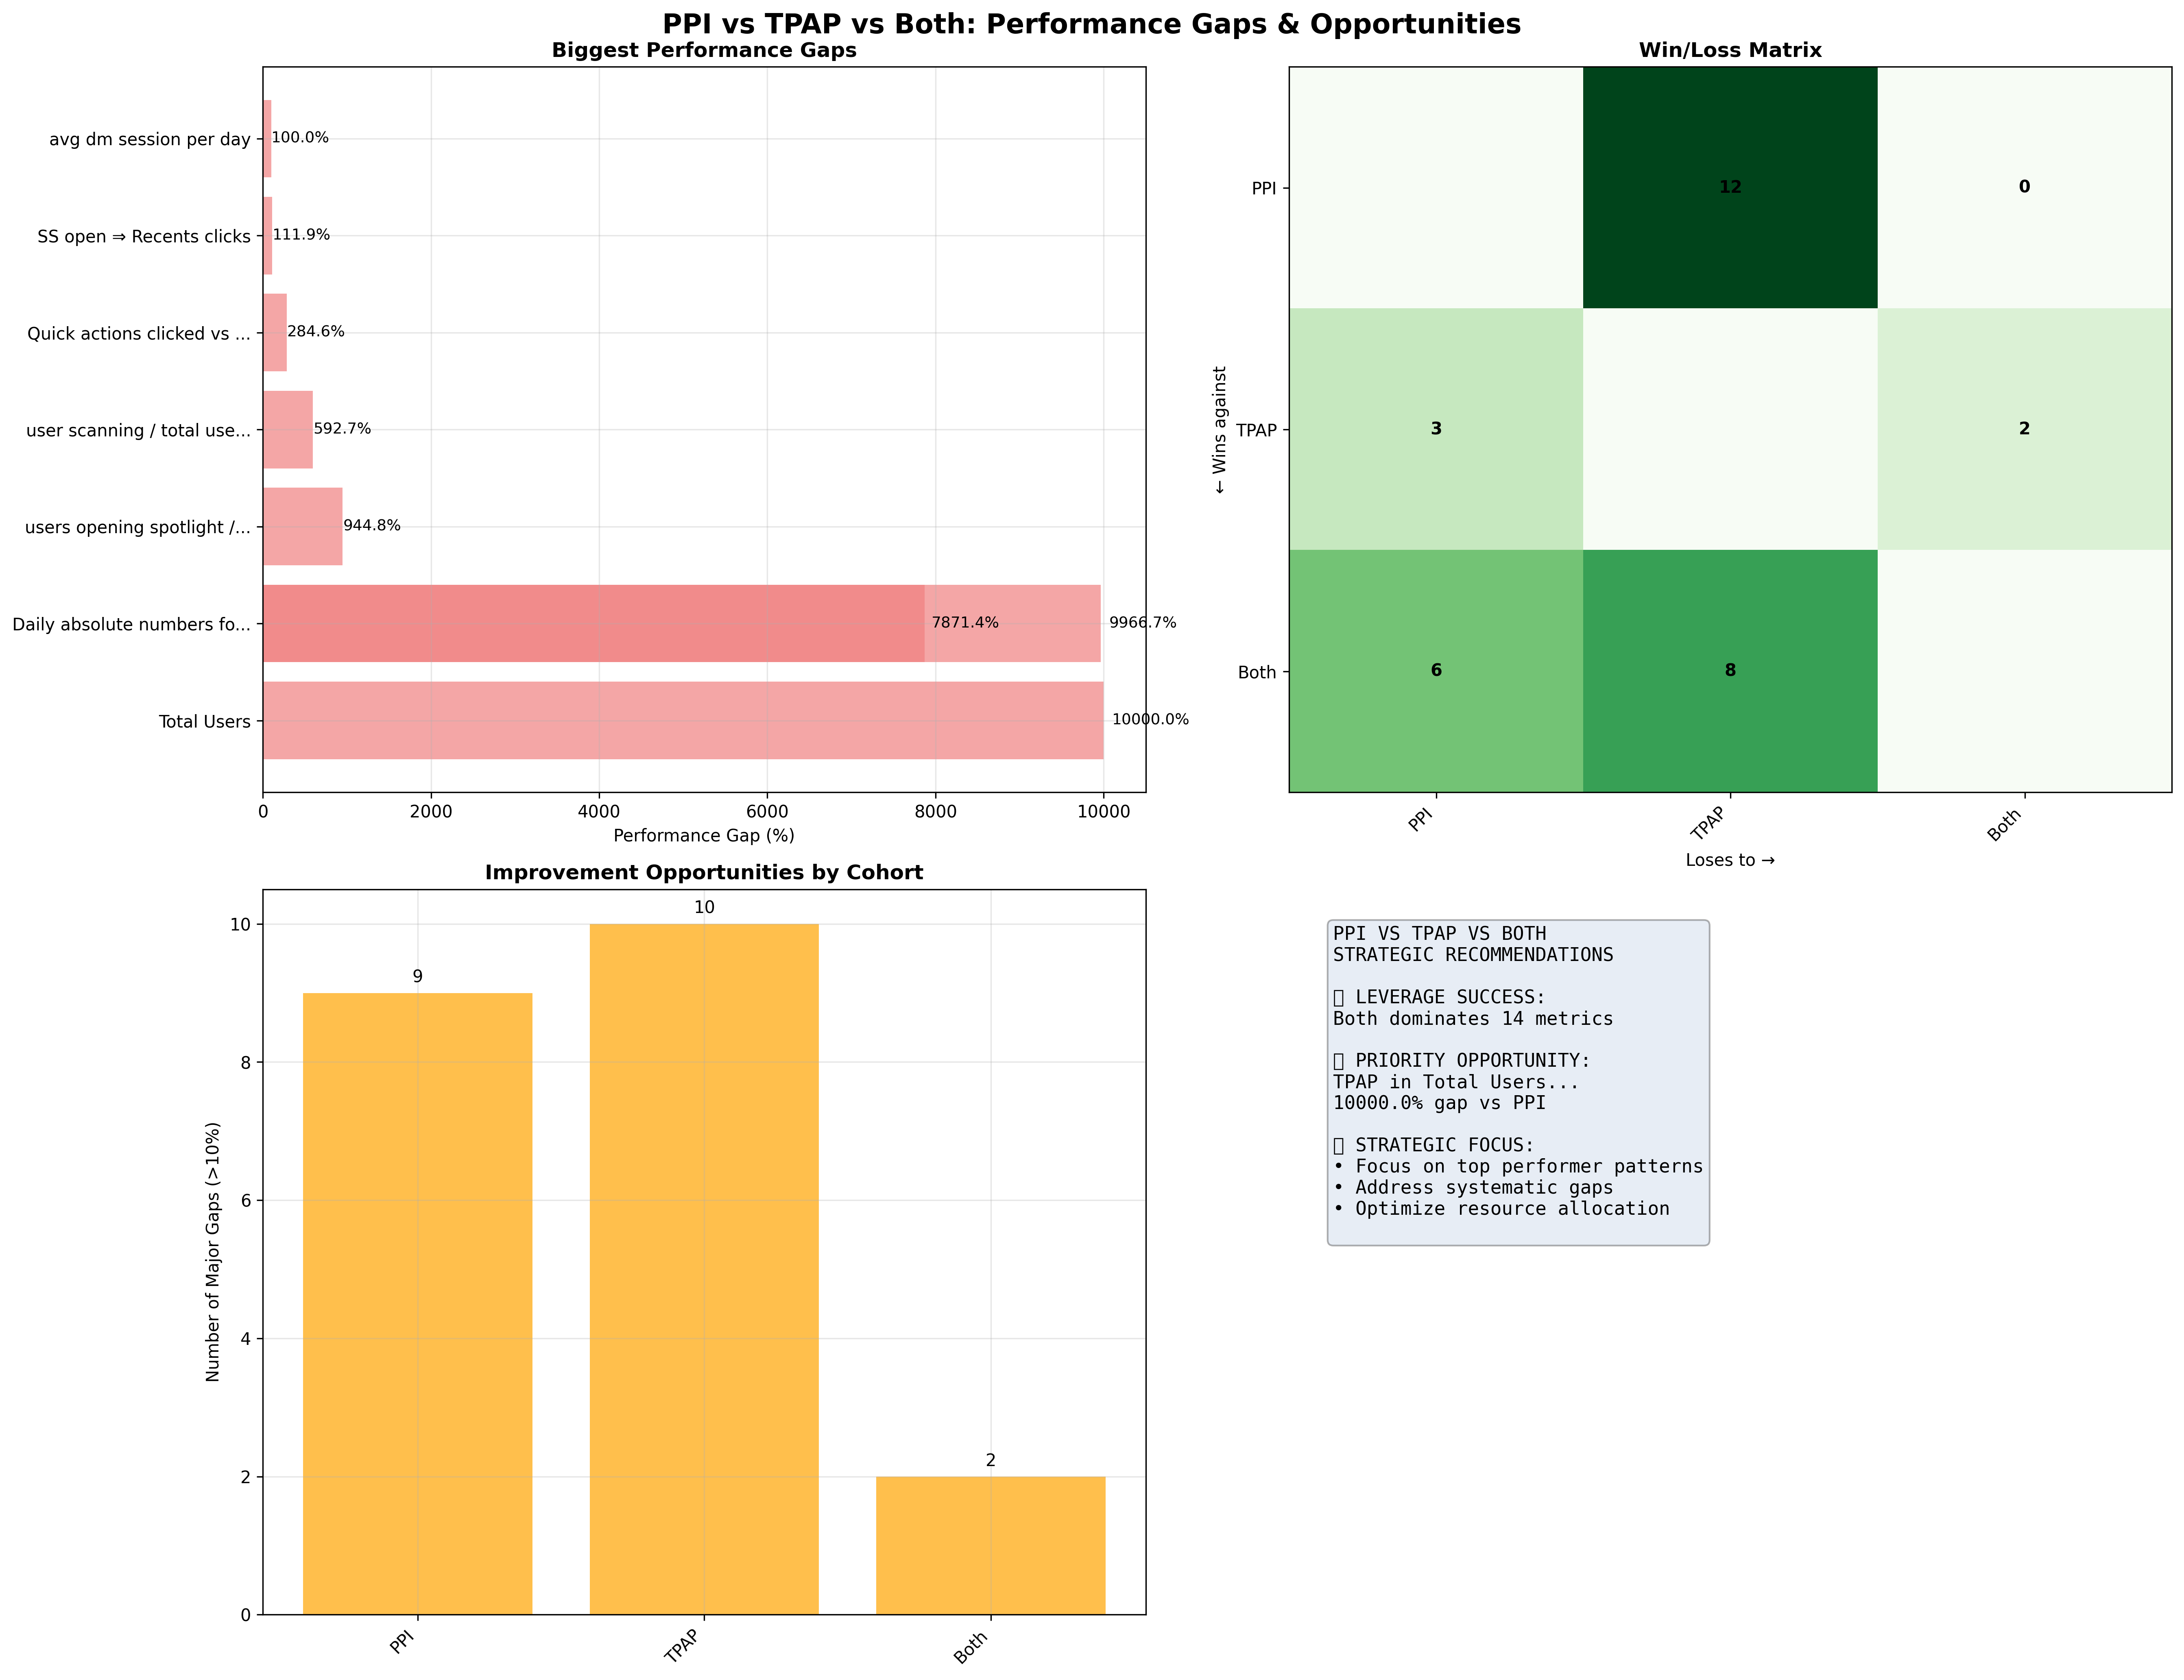 PPI vs TPAP vs Both: Performance Gaps & Opportunities
Biggest Performance Gaps
avg dm session per day
100.0%
SS open ⇒ Recents clicks
111.9%
Quick actions clicked vs ...
284.6%
user scanning / total use...
592.7%
users opening spotlight /...
944.8%
Daily absolute numbers fo...
7871.4%
9966.7%
Total Users
10000.0%
0 2000 4000 6000 8000 10000
Performance Gap (%)
Win/Loss Matrix
← Wins against
PPI
12 0
TPAP
3 2
Both
6 8
PPI TPAP Both
Loses to →
Improvement Opportunities by Cohort
Number of Major Gaps (>10%)
10
8
6
4
2
0
9
10
2
PPI TPAP Both
PPI VS TPAP VS BOTH
STRATEGIC RECOMMENDATIONS
LEVERAGE SUCCESS:
Both dominates 14 metrics
PRIORITY OPPORTUNITY:
TPAP in Total Users...
10000.0% gap vs PPI
STRATEGIC FOCUS:
• Focus on top performer patterns
• Address systematic gaps
• Optimize resource allocation